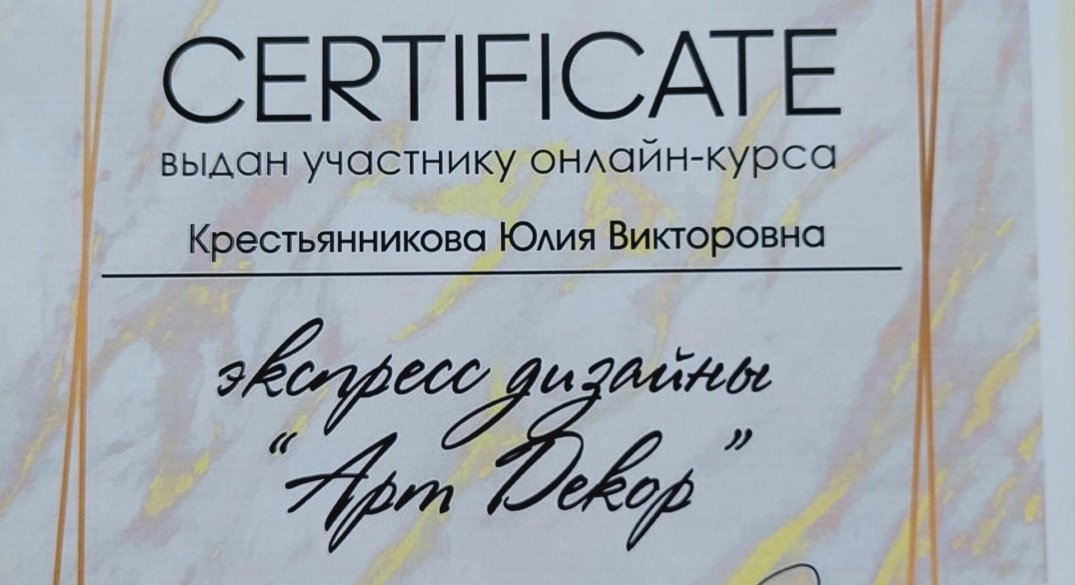 CERTIFICATE
выдан участнику онлайн-курса
Крестьянникова Юлия Викторовна
экспресс дизайны
“Арт Декор”